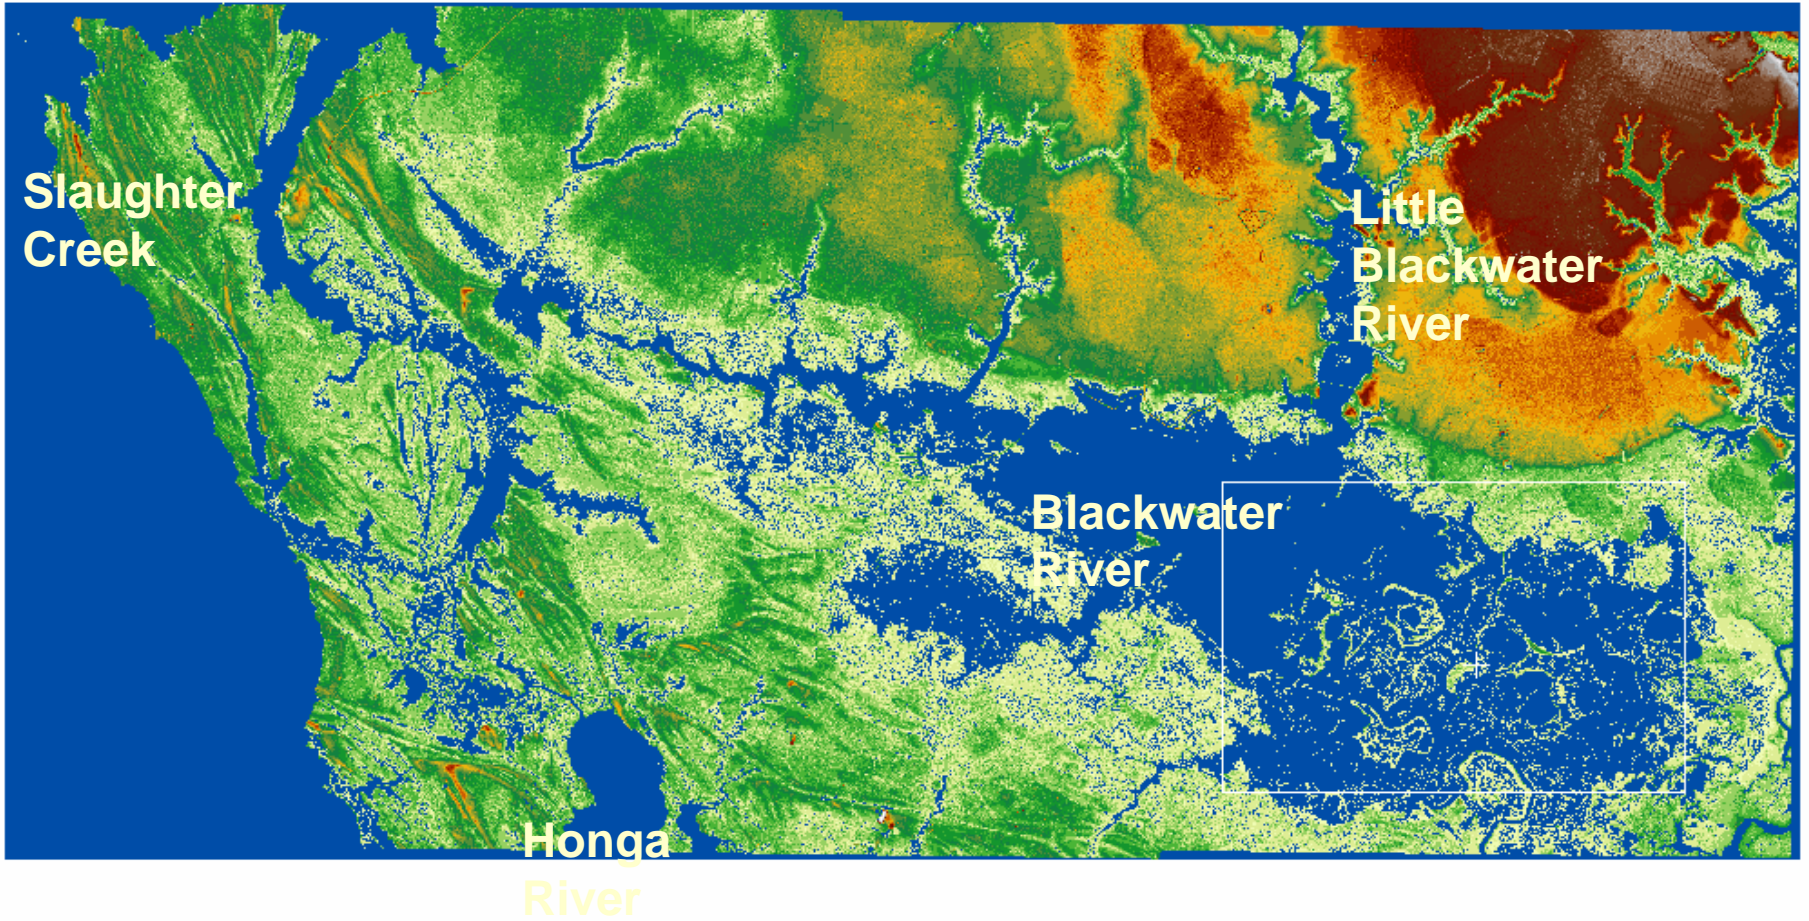 Slaughter
Creek
Little
Blackwater
River
Blackwater
River
Honga
River